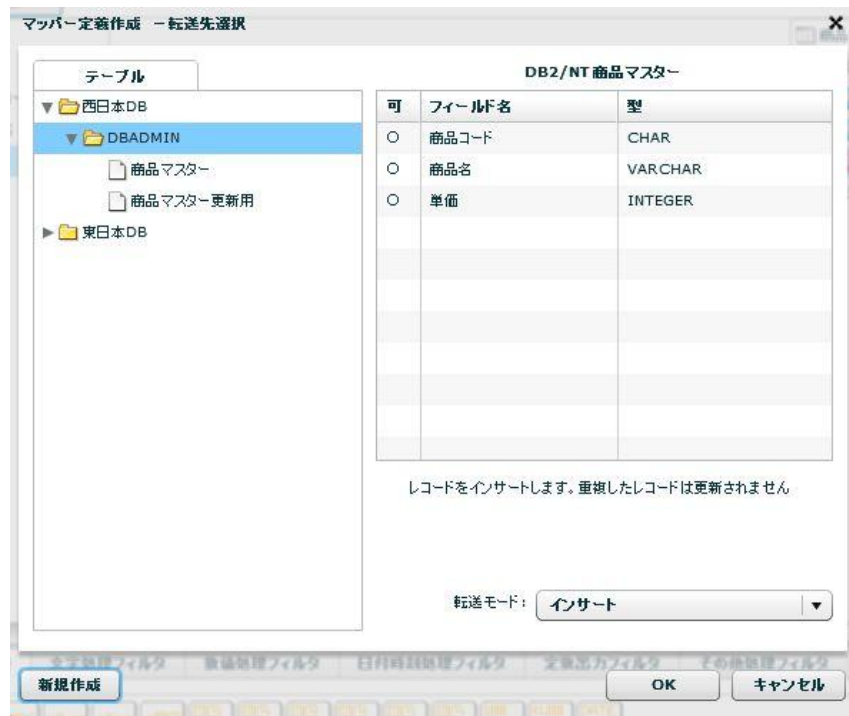 マッパー定義作成 －転送先選択
テーブル
西日本DB
DBADMIN
商品マスター
商品マスター更新用
東日本DB
DB2/NT 商品マスター
可 フィールド名 型
○ 商品コード CHAR
○ 商品名 VARCHAR
○ 単価 INTEGER
レコードをインサートします。重複したレコードは更新されません
転送モード： インサート
文字処理フィルタ 数値処理フィルタ 日付時刻処理フィルタ 定数出力フィルタ その他処理フィルタ
新規作成 OK キャンセル